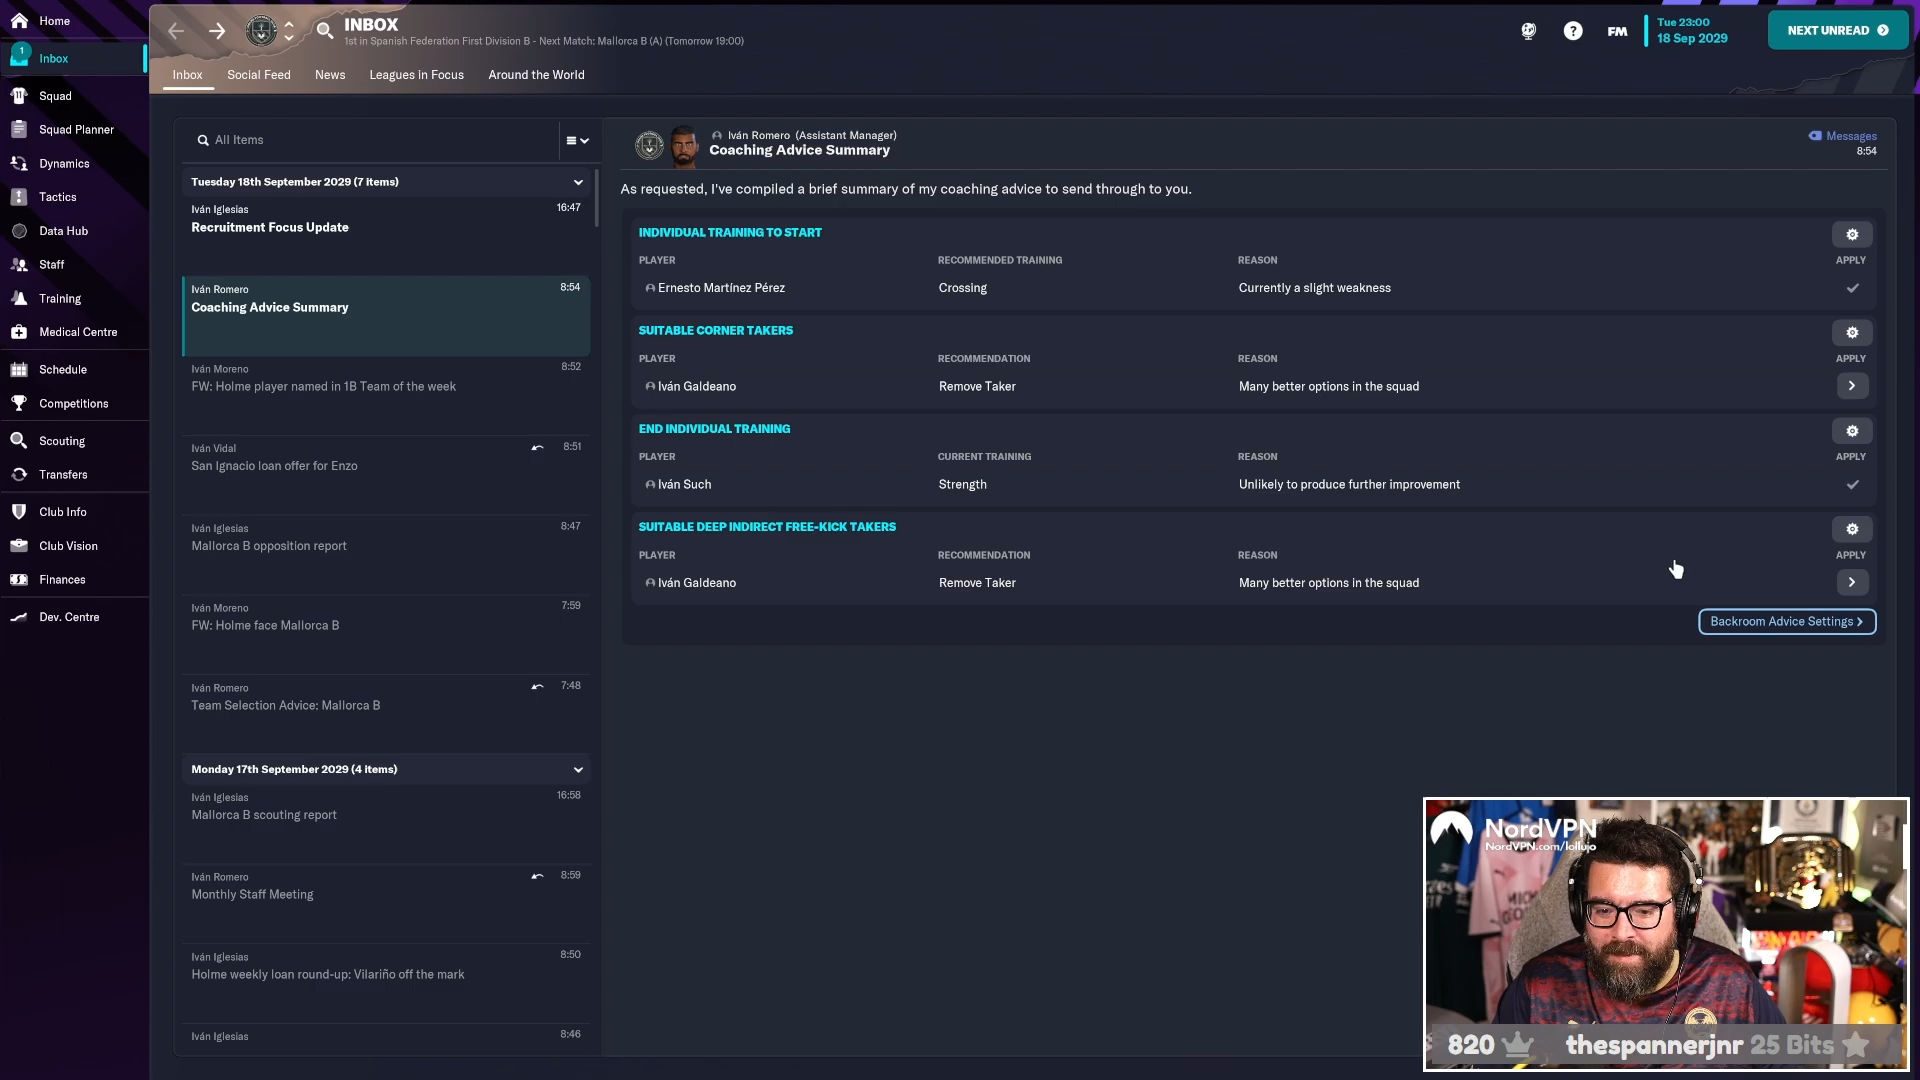 Home
1
Inbox
Squad
Squad Planner
Dynamics
Tactics
Data Hub
Staff
Training
Medical Centre
Schedule
Competitions
Scouting
Transfers
Club Info
Club Vision
Finances
Dev. Centre
INBOX
1st in Spanish Federation First Division B - Next Match: Mallorca B (A) (Tomorrow 19:00)
? FM
Tue 23:00
18 Sep 2029
NEXT UNREAD
Inbox Social Feed News Leagues in Focus Around the World
All Items
Tuesday 18th September 2029 (7 items)
Iván Iglesias 16:47
Recruitment Focus Update
Iván Romero 8:54
Coaching Advice Summary
Iván Moreno 8:52
FW: Holme player named in 1B Team of the week
Iván Vidal 8:51
San Ignacio loan offer for Enzo
Iván Iglesias 8:47
Mallorca B opposition report
Iván Moreno 7:59
FW: Holme face Mallorca B
Iván Romero 7:48
Team Selection Advice: Mallorca B
Monday 17th September 2029 (4 items)
Iván Iglesias 16:58
Mallorca B scouting report
Iván Romero 8:59
Monthly Staff Meeting
Iván Iglesias 8:50
Holme weekly loan round-up: Vilariño off the mark
Iván Iglesias 8:46
Iván Romero (Assistant Manager)
Coaching Advice Summary
Messages
8:54
As requested, I've compiled a brief summary of my coaching advice to send through to you.
INDIVIDUAL TRAINING TO START
PLAYER RECOMMENDED TRAINING REASON APPLY
Ernesto Martínez Pérez Crossing Currently a slight weakness
SUITABLE CORNER TAKERS
PLAYER RECOMMENDATION REASON APPLY
Iván Galdeano Remove Taker Many better options in the squad
END INDIVIDUAL TRAINING
PLAYER CURRENT TRAINING REASON APPLY
Iván Such Strength Unlikely to produce further improvement
SUITABLE DEEP INDIRECT FREE-KICK TAKERS
PLAYER RECOMMENDATION REASON APPLY
Iván Galdeano Remove Taker Many better options in the squad
Backroom Advice Settings
NordVPN
NordVPN.com/lollujo
820 thespannerjnr 25 Bits